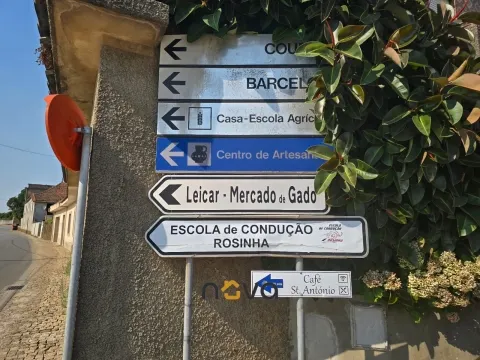 COU
BARCEL
Casa-Escola Agríc
Centro de Artesan
Leicar - Mercado de Gado
ESCOLA de CONDUÇÃO
ROSINHA
Café
St. António
nova